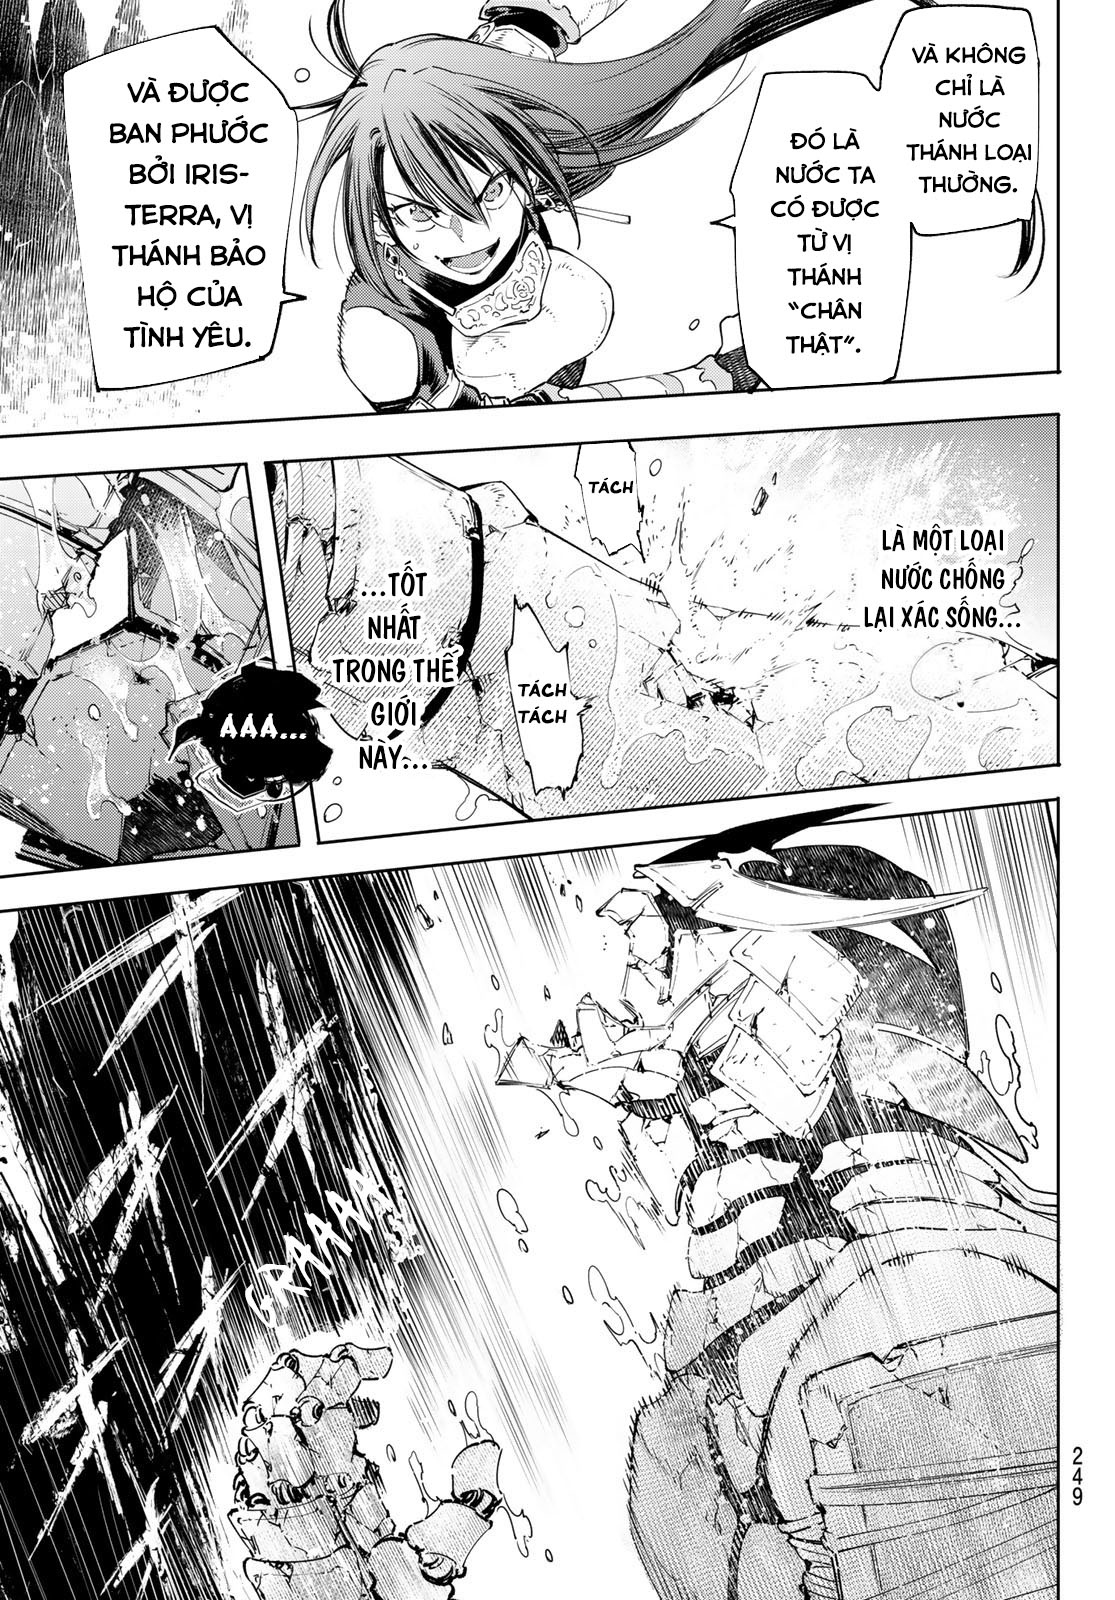 VÀ KHÔNG
CHỈ LÀ
NƯỚC
THÁNH LOẠI
THƯỜNG.
ĐÓ LÀ
NƯỚC TA
CÓ ĐƯỢC
TỪ VỊ
THÁNH
“CHÂN
THẬT”.
VÀ ĐƯỢC
BAN PHƯỚC
BỞI IRIS-
TERRA, VỊ
THÁNH BẢO
HỘ CỦA
TÌNH YÊU.
LÀ MỘT LOẠI
NƯỚC CHỐNG
LẠI XÁC SỐNG...
TÁCH
TÁCH
TÁCH
...TỐT
NHẤT
TRONG THẾ
GIỚI
NÀY...
AAA...
GRAAAR
249